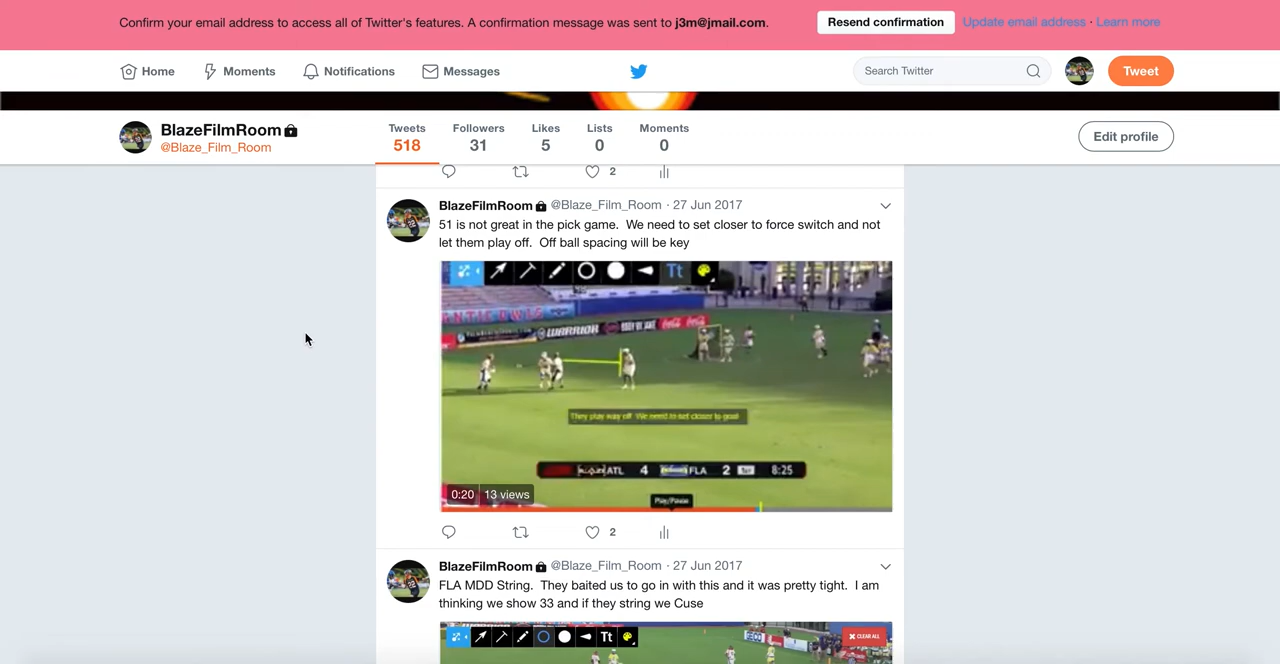 Confirm your email address to access all of Twitter's features. A confirmation message was sent to j3m@jmail.com.
Resend confirmation
Update email address · Learn more
Home
Moments
Notifications
Messages
Search Twitter
Tweet
BlazeFilmRoom
@Blaze_Film_Room
Tweets
518
Followers
31
Likes
5
Lists
0
Moments
0
Edit profile
2
BlazeFilmRoom @Blaze_Film_Room · 27 Jun 2017
51 is not great in the pick game. We need to set closer to force switch and not
let them play off. Off ball spacing will be key
Tt
WARRIOR
They play way off. We need to set closer to goal
ATL 4 FLA 2 1st 8:25
0:20 13 views
Play/Pause
2
BlazeFilmRoom @Blaze_Film_Room · 27 Jun 2017
FLA MDD String. They baited us to go in with this and it was pretty tight. I am
thinking we show 33 and if they string we Cuse
Tt
CLEAR ALL
GEICO